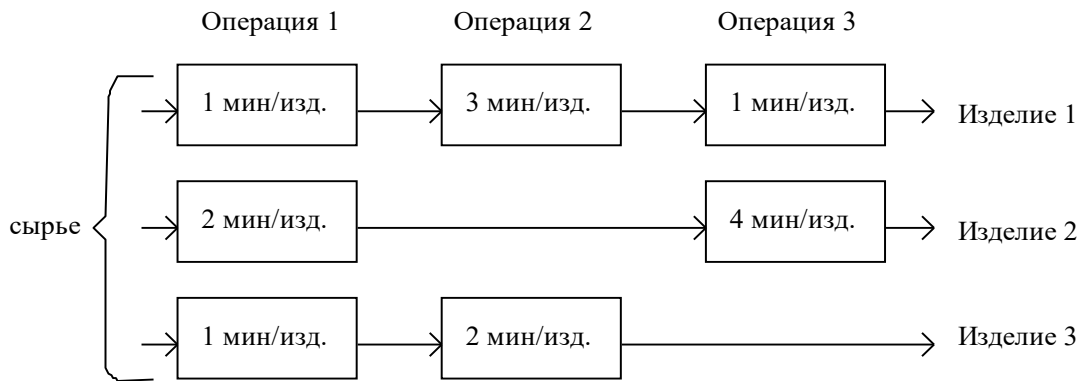 Операция 1 Операция 2 Операция 3
1 мин/изд. 3 мин/изд. 1 мин/изд. Изделие 1
сырье 2 мин/изд. 4 мин/изд. Изделие 2
1 мин/изд. 2 мин/изд. Изделие 3